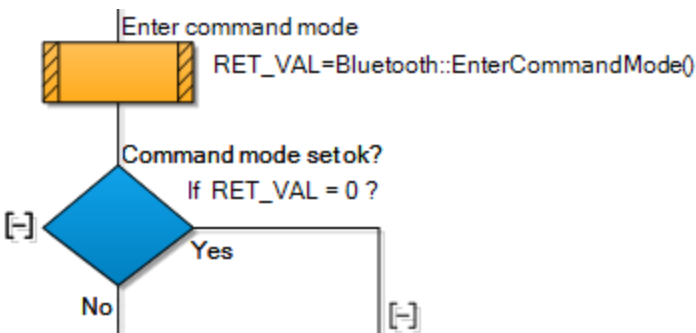 Enter command mode
RET_VAL=Bluetooth::EnterCommandMode()
Command mode set ok?
If RET_VAL = 0 ?
[-]
Yes
No
[-]